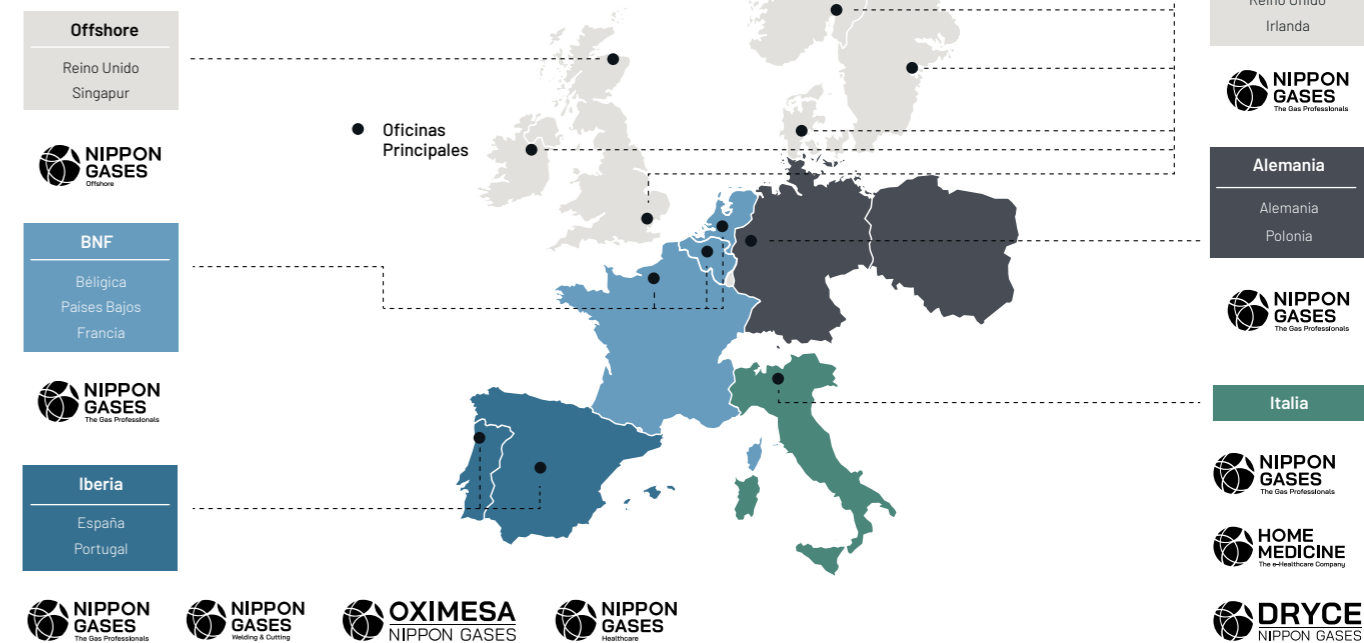 Offshore
Reino Unido
Singapur
NIPPON
GASES
Offshore
BNF
Béligica
Países Bajos
Francia
NIPPON
GASES
The Gas Professionals
Iberia
España
Portugal
NIPPON
GASES
The Gas Professionals
NIPPON
GASES
Welding & Cutting
OXIMESA
NIPPON GASES
NIPPON
GASES
Healthcare
Oficinas
Principales
Reino Unido
Irlanda
NIPPON
GASES
The Gas Professionals
Alemania
Alemania
Polonia
NIPPON
GASES
The Gas Professionals
Italia
NIPPON
GASES
The Gas Professionals
HOME
MEDICINE
The e-Healthcare Company
DRYCE
NIPPON GASES